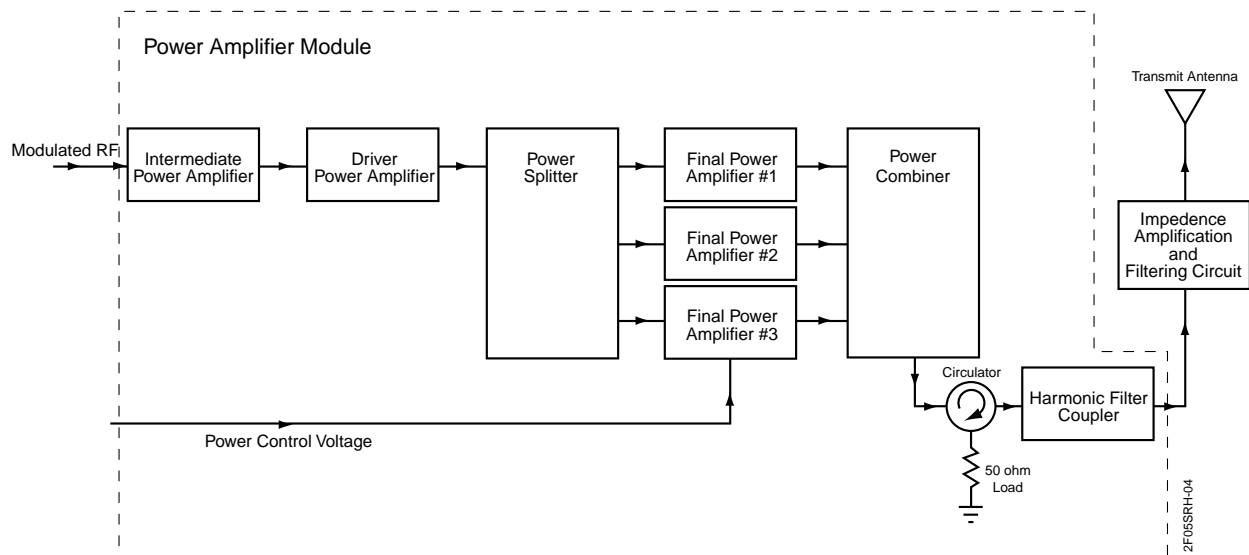 Power Amplifier Module
Transmit Antenna
Modulated RF
Intermediate
Power Amplifier
Driver
Power Amplifier
Power
Splitter
Final Power
Amplifier #1
Power
Combiner
Final Power
Amplifier #2
Final Power
Amplifier #3
Impedence
Amplification
and
Filtering Circuit
Circulator
Harmonic Filter
Coupler
Power Control Voltage
50 ohm
Load
2F05SRH-04